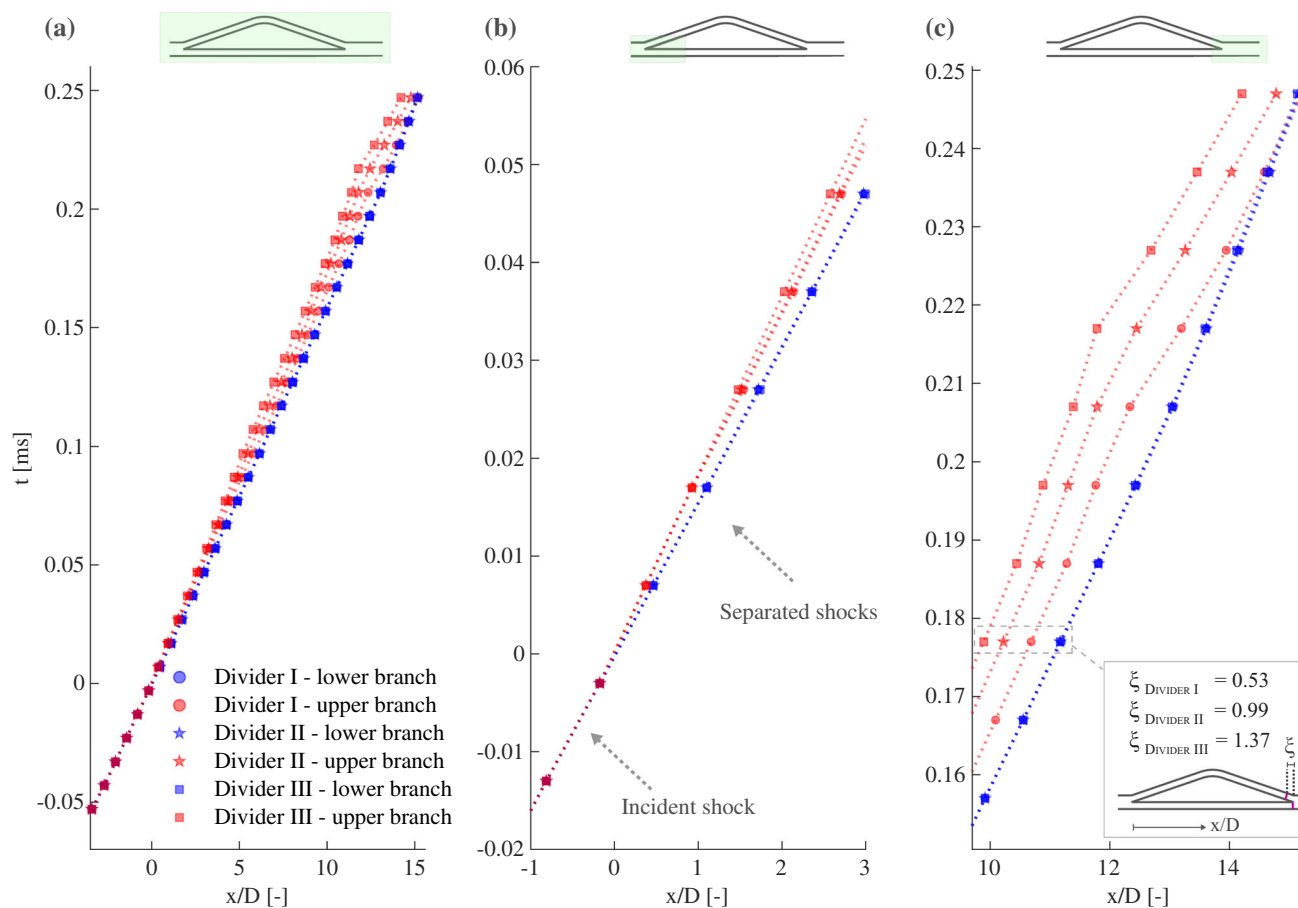 (a)
(b)
(c)
0.25
0.2
0.15
0.1
0.05
0
-0.05
t [ms]
0 5 10 15
x/D [-]
Divider I - lower branch
Divider I - upper branch
Divider II - lower branch
Divider II - upper branch
Divider III - lower branch
Divider III - upper branch
0.06
0.05
0.04
0.03
0.02
0.01
0
-0.01
-0.02
-1 0 1 2 3
x/D [-]
Separated shocks
Incident shock
0.25
0.24
0.23
0.22
0.21
0.2
0.19
0.18
0.17
0.16
10 12 14
x/D [-]
ξ DIVIDER I = 0.53
ξ DIVIDER II = 0.99
ξ DIVIDER III = 1.37
ξ
x/D